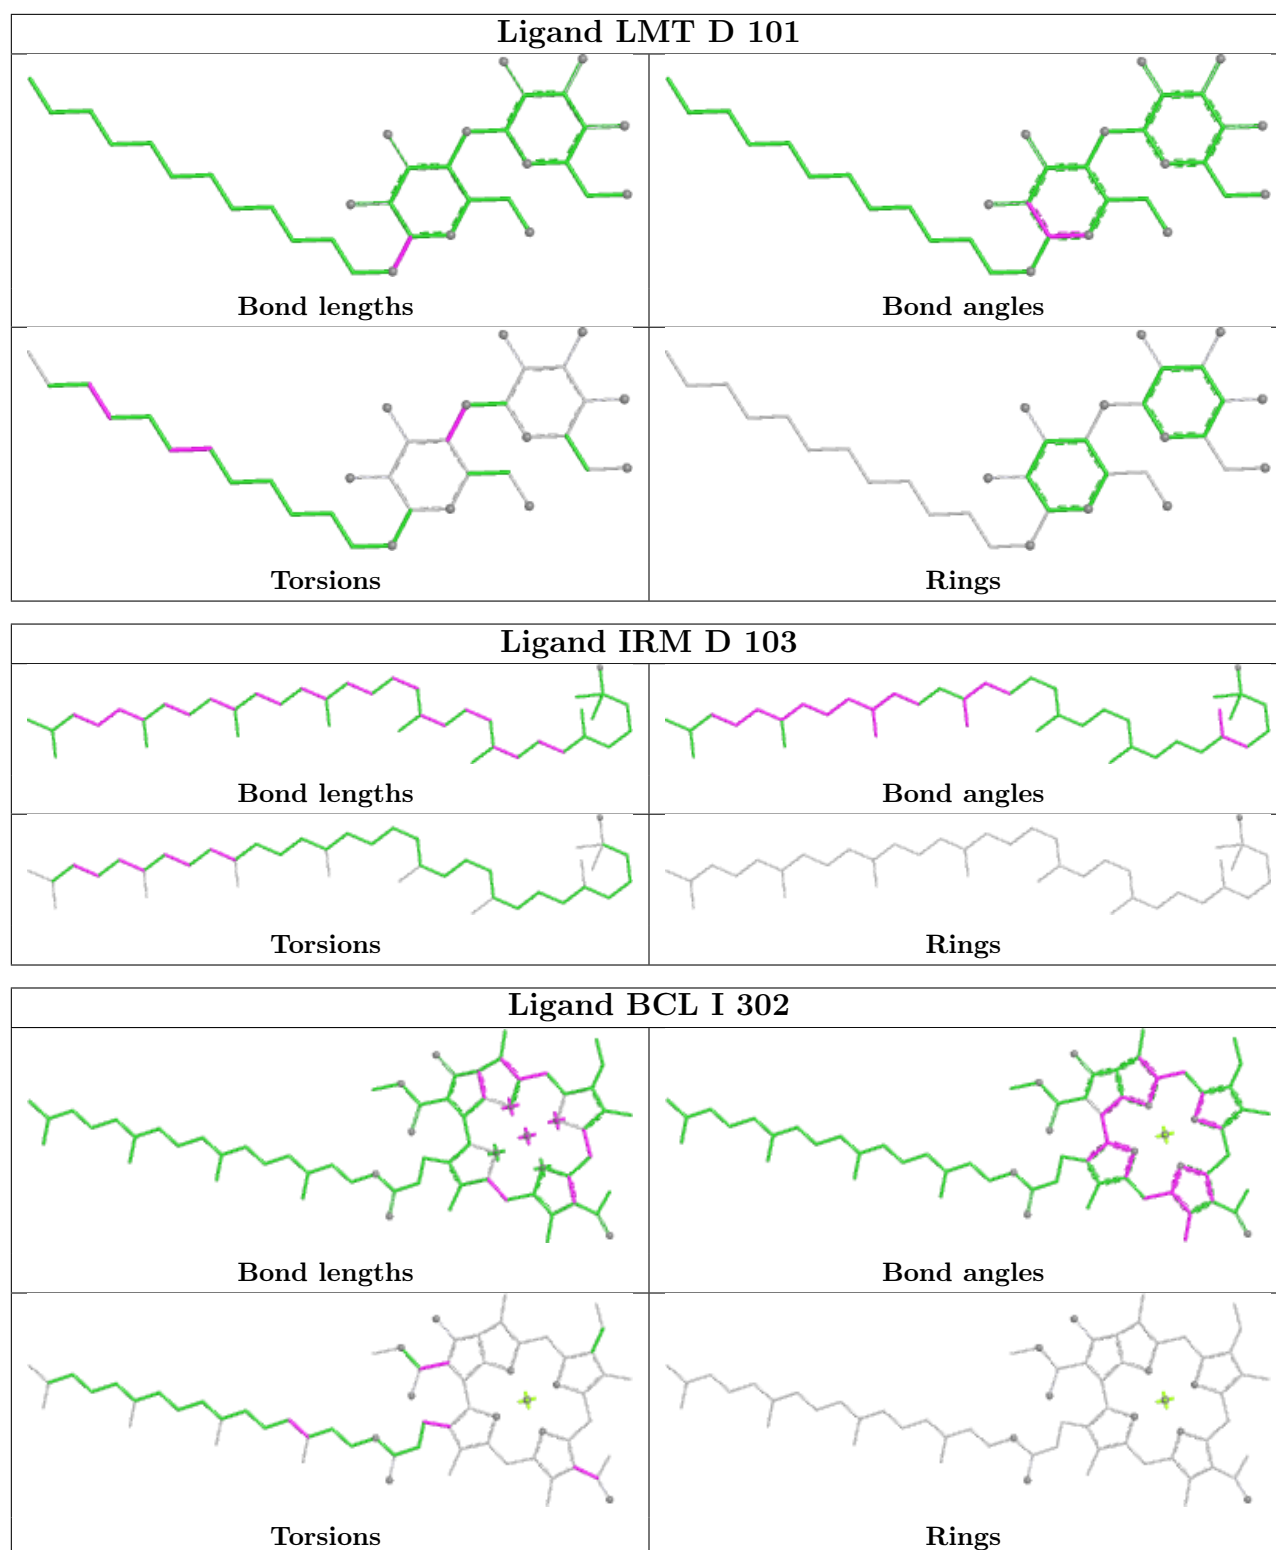 Ligand LMT D 101
Bond lengths
Bond angles
Torsions
Rings
Ligand IRM D 103
Bond lengths
Bond angles
Torsions
Rings
Ligand BCL I 302
Bond lengths
Bond angles
Torsions
Rings